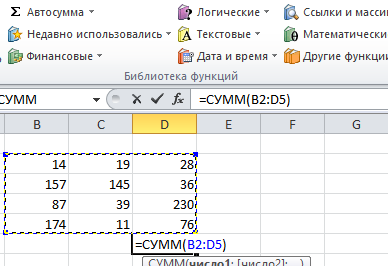 Σ Автосумма
Логические
Ссылки и масси
Недавно использовались
Текстовые
Математически
Финансовые
Дата и время
Другие функци
Библиотека функций
СУММ
fx
=СУММ(B2:D5)
B C D E F G
14 19 28
157 145 36
87 39 230
174 11 76
=СУММ(B2:D5)
СУММ(число1; [число2]; ...)